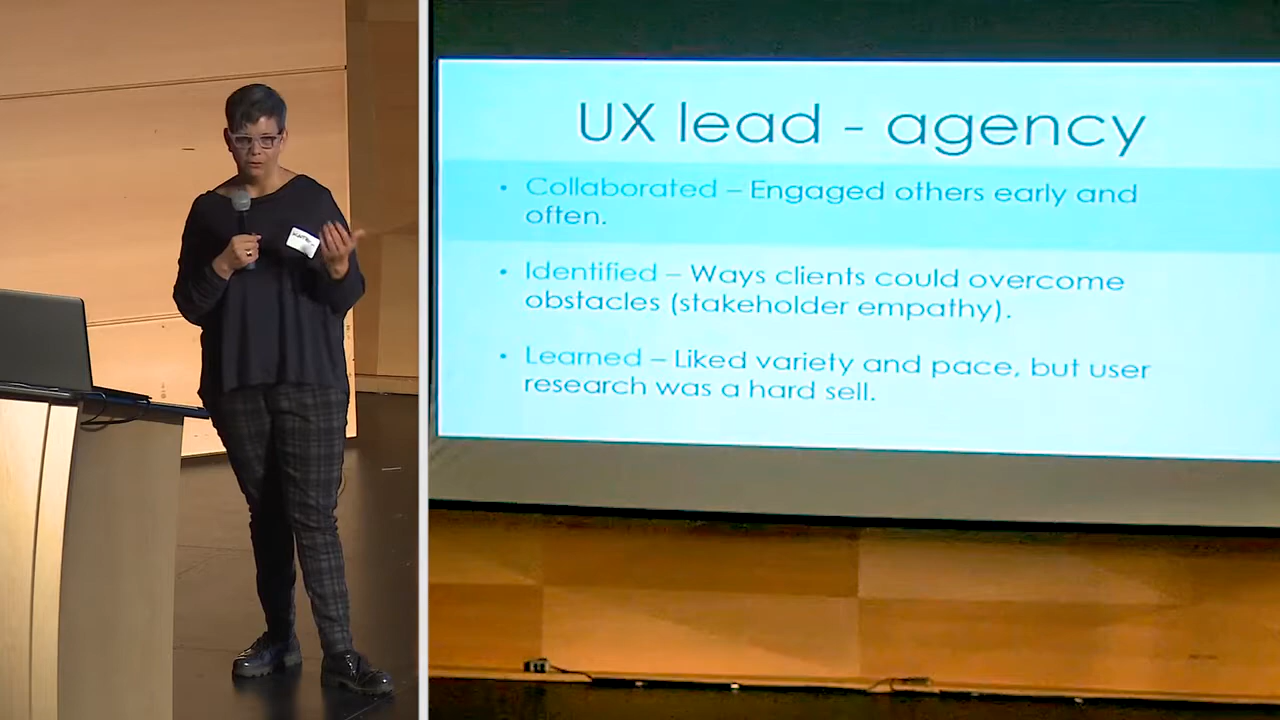 UX lead - agency
• Collaborated – Engaged others early and
often.
• Identified – Ways clients could overcome
obstacles (stakeholder empathy).
• Learned – Liked variety and pace, but user
research was a hard sell.